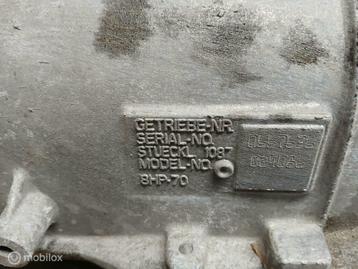 GETRIEBE-NR.
SERIAL-NO.
STUECKL. 1087
MODEL-NO.
8HP-70
© mobilox